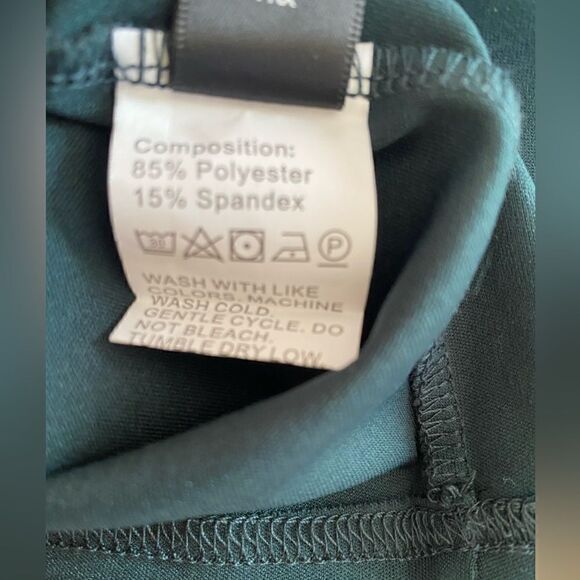 Composition:
85% Polyester
15% Spandex
30
P
WASH WITH LIKE
COLORS. MACHINE
WASH COLD.
GENTLE CYCLE. DO
NOT BLEACH.
TUMBLE DRY LOW.